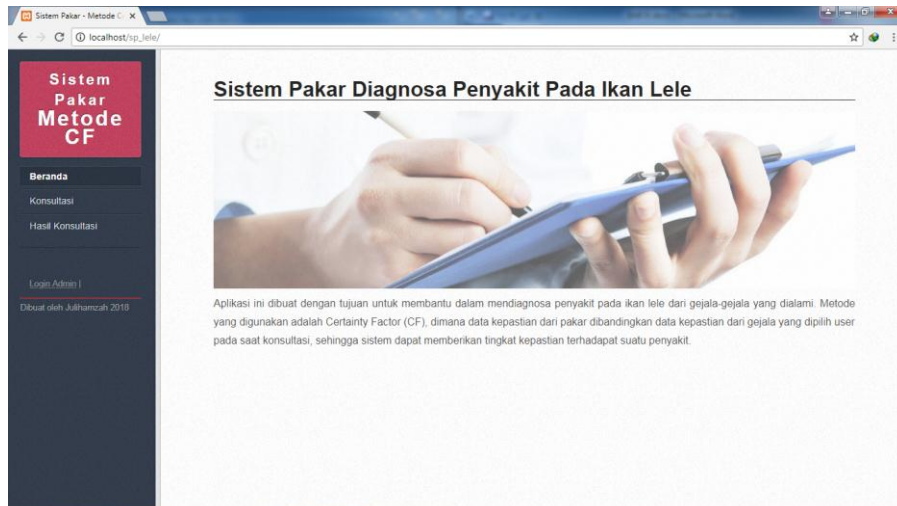 Sistem Pakar - Metode C
localhost/sp_lele/
Sistem
Pakar
Metode
CF
Beranda
Konsultasi
Hasil Konsultasi
Login Admin |
Dibuat oleh Julihamzah 2016
Sistem Pakar Diagnosa Penyakit Pada Ikan Lele
Aplikasi ini dibuat dengan tujuan untuk membantu dalam mendiagnosa penyakit pada ikan lele dari gejala-gejala yang dialami. Metode
yang digunakan adalah Certainty Factor (CF), dimana data kepastian dari pakar dibandingkan data kepastian dari gejala yang dipilih user
pada saat konsultasi, sehingga sistem dapat memberikan tingkat kepastian terhadapat suatu penyakit.